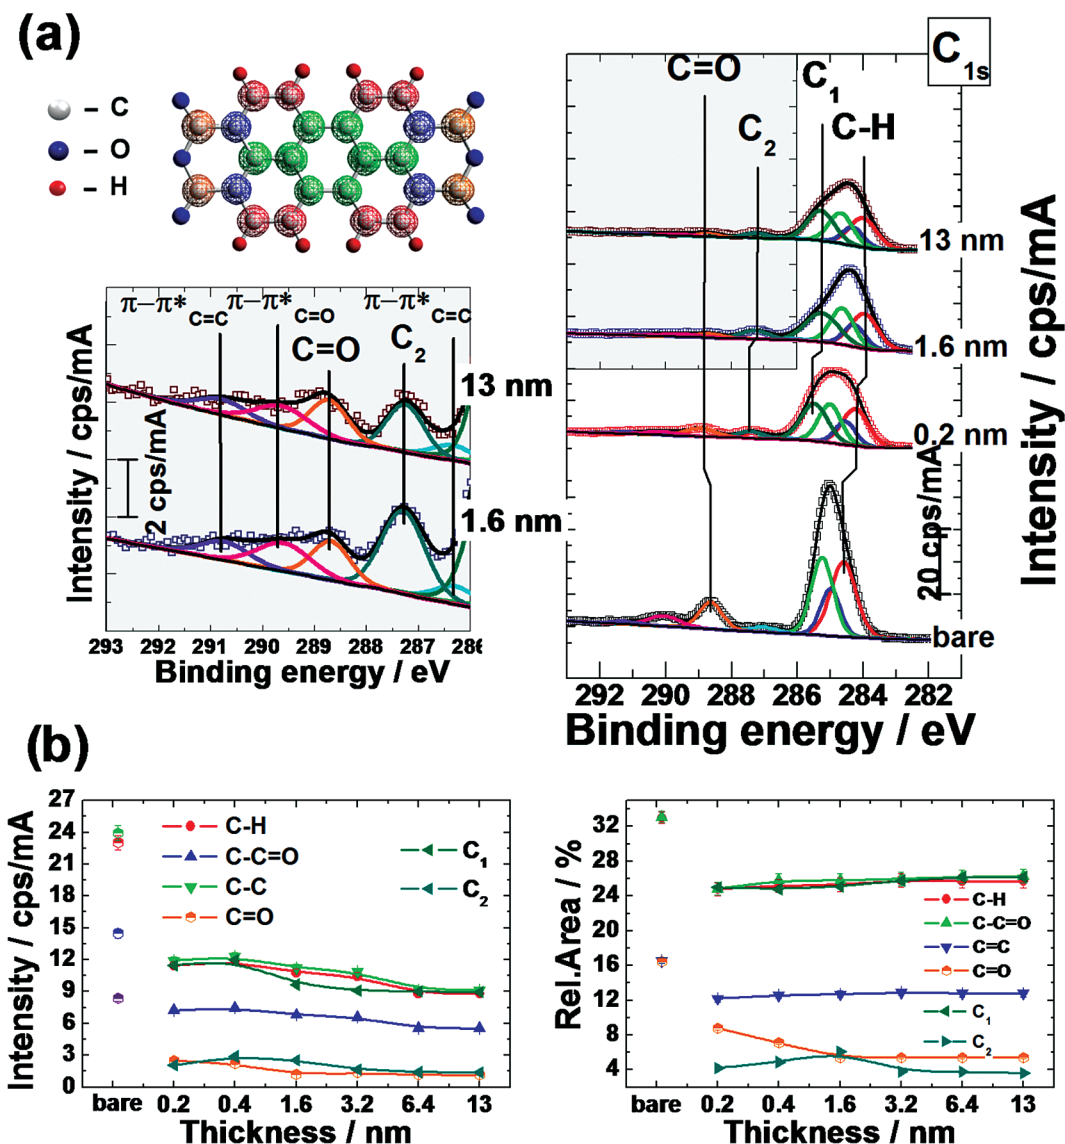 (a)
– C
– O
– H
π–π* C=C
π–π* C=O
C=O
C2
π–π* C=C
13 nm
1.6 nm
2 cps/mA
Intensity / cps/mA
293 292 291 290 289 288 287 286
Binding energy / eV
C1s
C=O
C2
C1
C-H
13 nm
1.6 nm
0.2 nm
bare
20 cps/mA
Intensity / cps/mA
292 290 288 286 284 282
Binding energy / eV
(b)
27
24
21
18
15
12
9
6
3
0
Intensity / cps/mA
C-H
C-C=O
C-C
C=O
C1
C2
bare 0.2 0.4 1.6 3.2 6.4 13
Thickness / nm
32
28
24
20
16
12
8
4
Rel.Area / %
C-H
C-C=O
C=C
C=O
C1
C2
bare 0.2 0.4 1.6 3.2 6.4 13
Thickness / nm